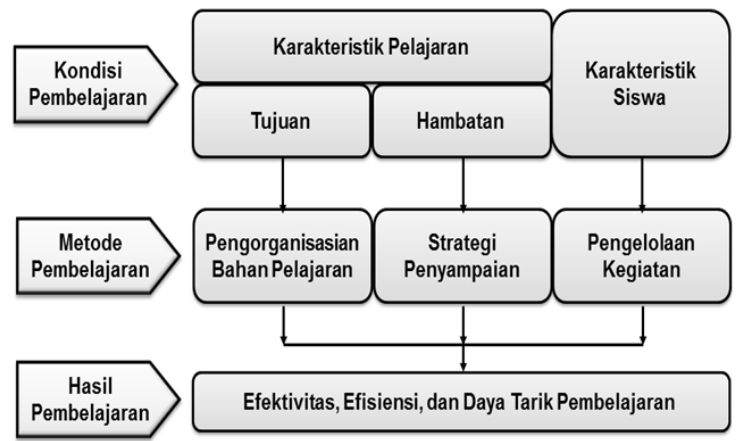 Kondisi
Pembelajaran
Karakteristik Pelajaran
Karakteristik
Siswa
Tujuan
Hambatan
Metode
Pembelajaran
Pengorganisasian
Bahan Pelajaran
Strategi
Penyampaian
Pengelolaan
Kegiatan
Hasil
Pembelajaran
Efektivitas, Efisiensi, dan Daya Tarik Pembelajaran